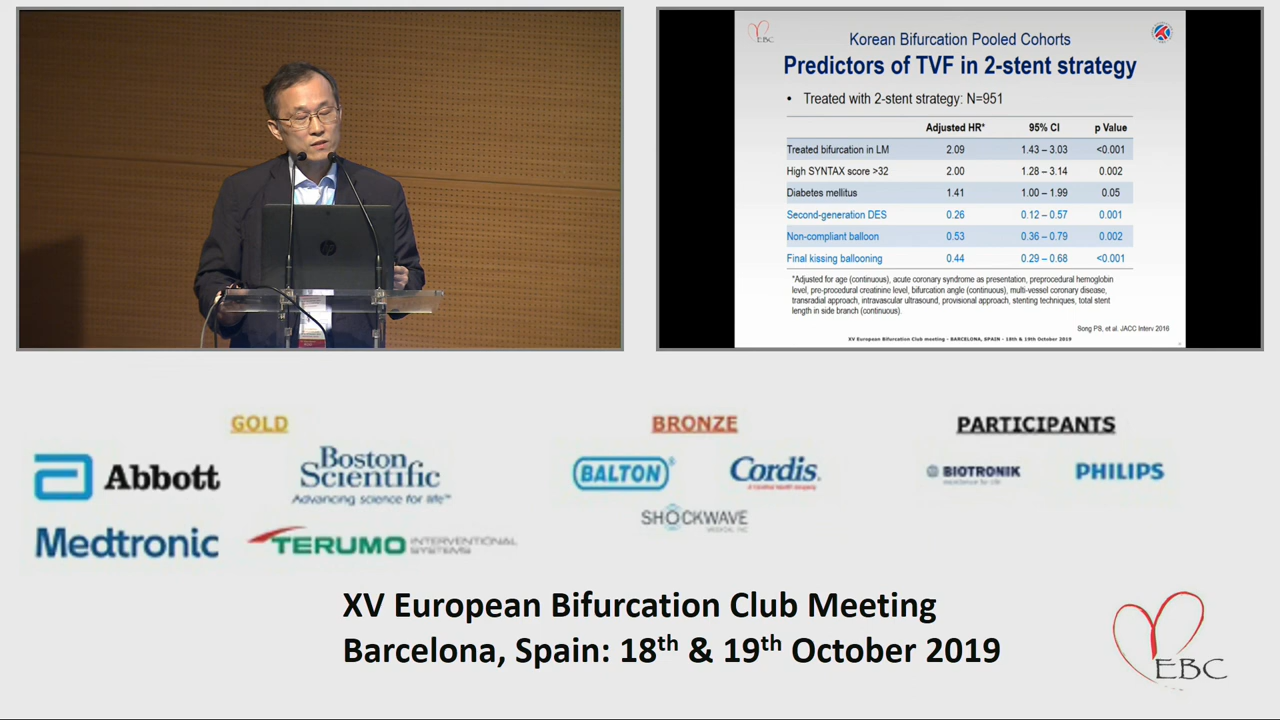 EBC
Korean Bifurcation Pooled Cohorts
Predictors of TVF in 2-stent strategy
• Treated with 2-stent strategy: N=951
Adjusted HR* 95% CI p Value
Treated bifurcation in LM 2.09 1.43 – 3.03 <0.001
High SYNTAX score >32 2.00 1.28 – 3.14 0.002
Diabetes mellitus 1.41 1.00 – 1.99 0.05
Second-generation DES 0.26 0.12 – 0.57 0.001
Non-compliant balloon 0.53 0.36 – 0.79 0.002
Final kissing ballooning 0.44 0.29 – 0.68 <0.001
*Adjusted for age (continuous), acute coronary syndrome as presentation, preprocedural hemoglobin
level, pre-procedural creatinine level, bifurcation angle (continuous), multi-vessel coronary disease,
transradial approach, intravascular ultrasound, provisional approach, stenting techniques, total stent
length in side branch (continuous).
Song PS, et al. JACC Interv 2016
XV European Bifurcation Club meeting - BARCELONA, SPAIN - 18th & 19th October 2019
hp
GOLD BRONZE PARTICIPANTS
Abbott
Boston
Scientific
Advancing science for life™
BALTON®
Cordis.
BIOTRONIK
excellence for life
PHILIPS
SHOCKWAVE
MEDICAL, INC
Medtronic
TERUMO INTERVENTIONAL
SYSTEMS
XV European Bifurcation Club Meeting
Barcelona, Spain: 18th & 19th October 2019
EBC